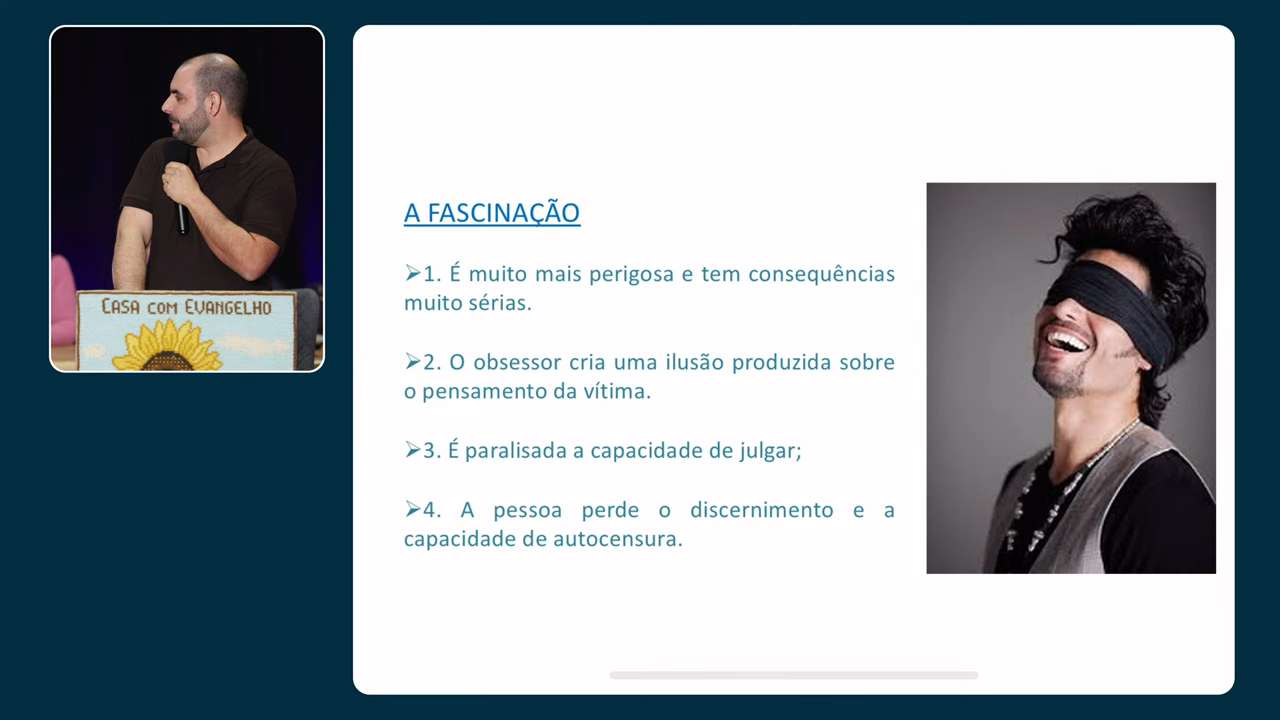 CASA COM EVANGELHO
A FASCINAÇÃO
➢1. É muito mais perigosa e tem consequências
muito sérias.
➢2. O obsessor cria uma ilusão produzida sobre
o pensamento da vítima.
➢3. É paralisada a capacidade de julgar;
➢4. A pessoa perde o discernimento e a
capacidade de autocensura.